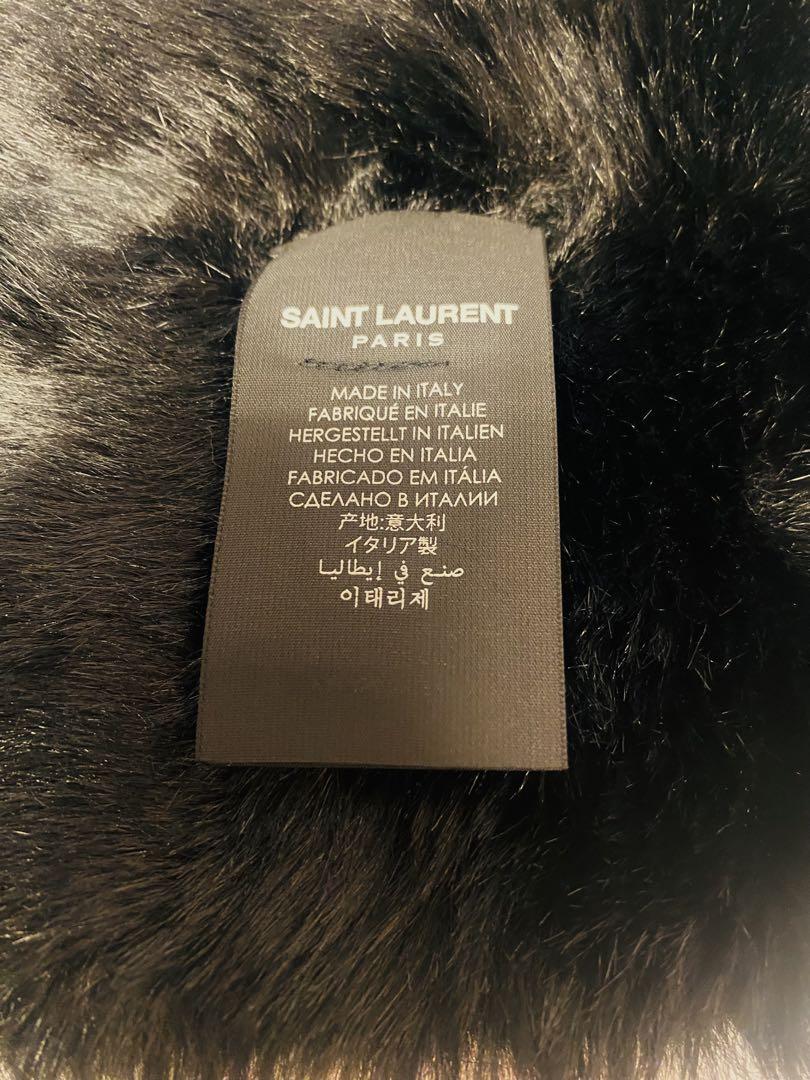 SAINT LAURENT
PARIS
MADE IN ITALY
FABRIQUÉ EN ITALIE
HERGESTELLT IN ITALIEN
HECHO EN ITALIA
FABRICADO EM ITÁLIA
СДЕЛАНО В ИТАЛИИ
产地:意大利
イタリア製
صنع في إيطاليا
이태리제